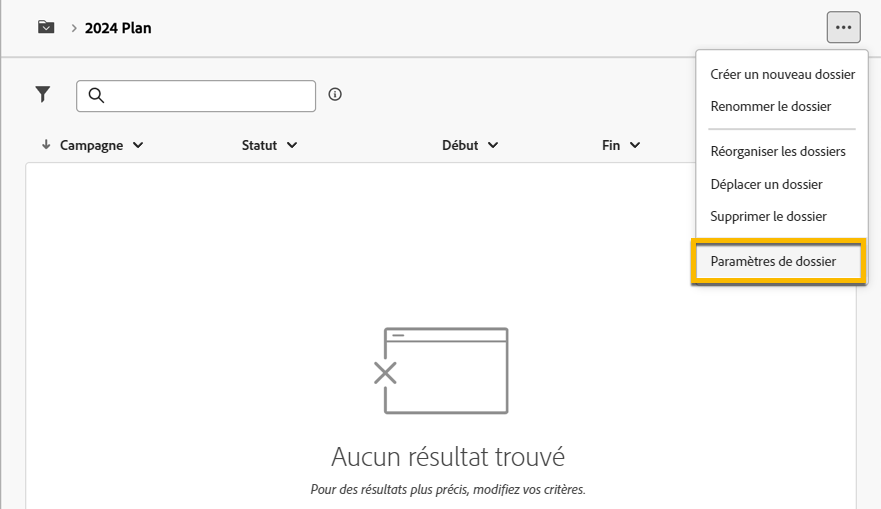 2024 Plan
Créer un nouveau dossier
Renommer le dossier
Réorganiser les dossiers
Déplacer un dossier
Supprimer le dossier
Paramètres de dossier
Campagne Statut Début Fin
Aucun résultat trouvé
Pour des résultats plus précis, modifiez vos critères.